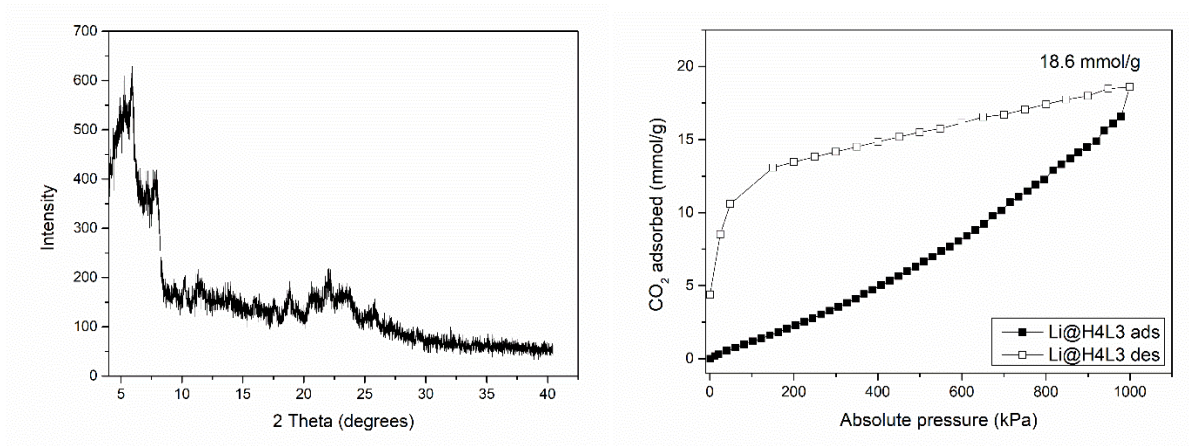 700
600
500
400
300
200
100
0
Intensity
5 10 15 20 25 30 35 40
2 Theta (degrees)
18.6 mmol/g
20
15
10
5
0
CO₂ adsorbed (mmol/g)
Li@H4L3 ads
Li@H4L3 des
0 200 400 600 800 1000
Absolute pressure (kPa)